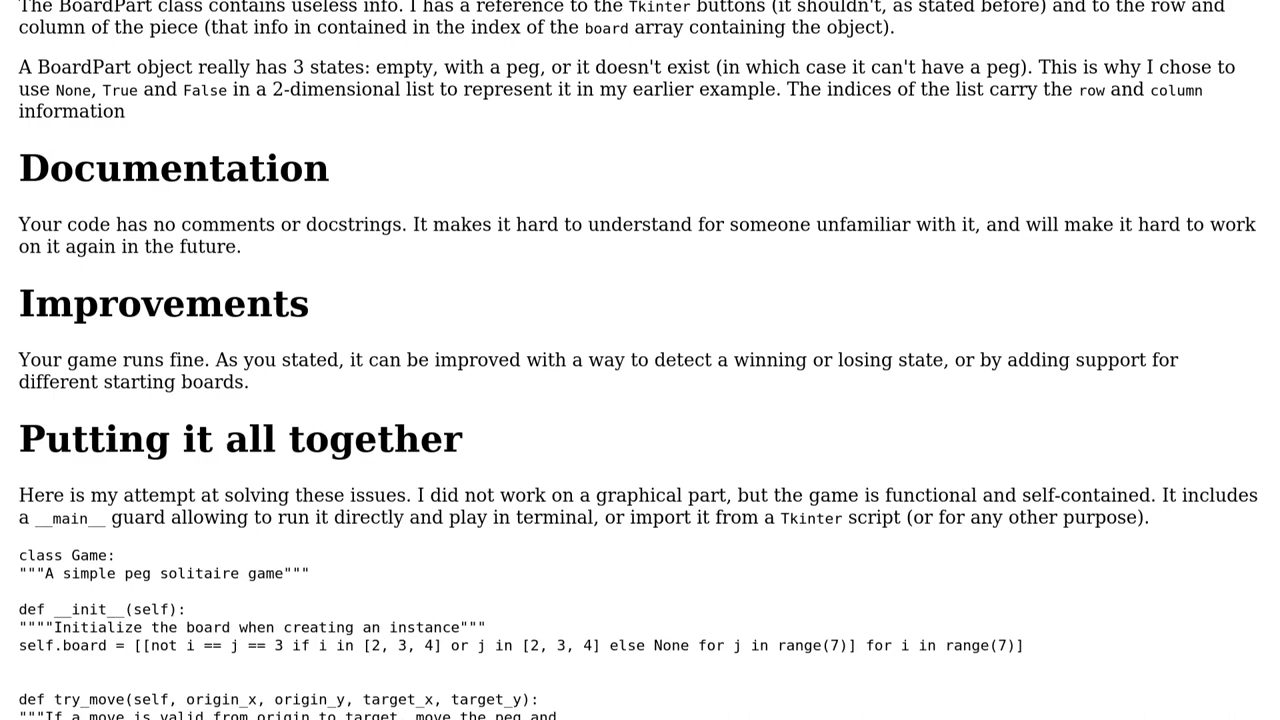 The BoardPart class contains useless info. I has a reference to the Tkinter buttons (it shouldn't, as stated before) and to the row and
column of the piece (that info in contained in the index of the board array containing the object).
A BoardPart object really has 3 states: empty, with a peg, or it doesn't exist (in which case it can't have a peg). This is why I chose to
use None, True and False in a 2-dimensional list to represent it in my earlier example. The indices of the list carry the row and column
information
Documentation
Your code has no comments or docstrings. It makes it hard to understand for someone unfamiliar with it, and will make it hard to work
on it again in the future.
Improvements
Your game runs fine. As you stated, it can be improved with a way to detect a winning or losing state, or by adding support for
different starting boards.
Putting it all together
Here is my attempt at solving these issues. I did not work on a graphical part, but the game is functional and self-contained. It includes
a __main__ guard allowing to run it directly and play in terminal, or import it from a Tkinter script (or for any other purpose).
class Game:
"""A simple peg solitaire game"""
def __init__(self):
""""Initialize the board when creating an instance"""
self.board = [[not i == j == 3 if i in [2, 3, 4] or j in [2, 3, 4] else None for j in range(7)] for i in range(7)]
def try_move(self, origin_x, origin_y, target_x, target_y):
"""If a move is valid from origin to target, move the peg and